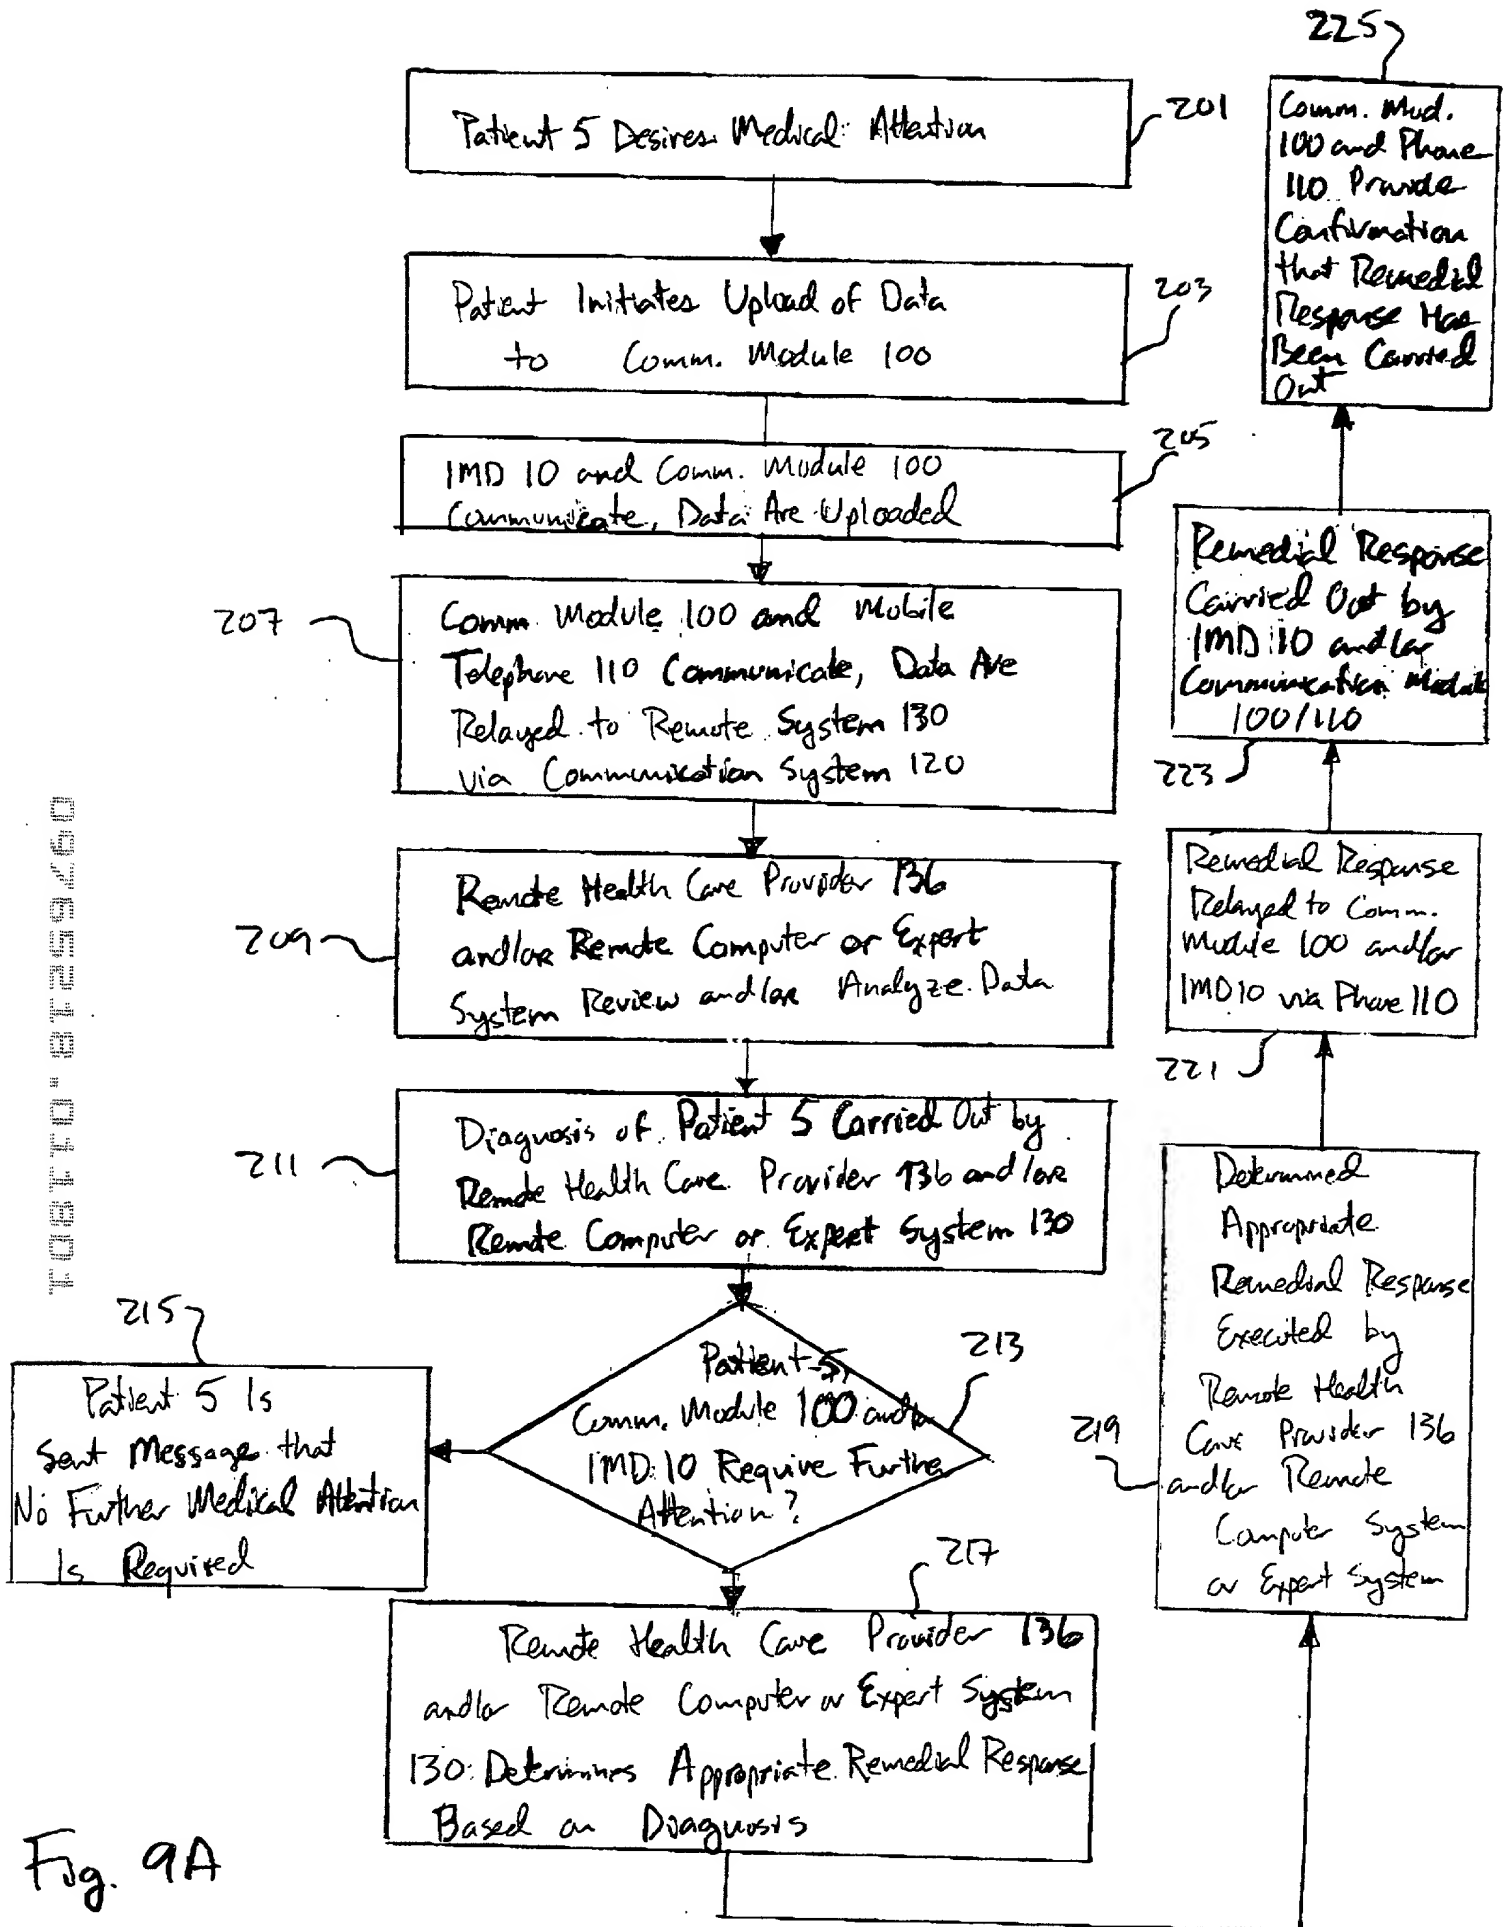 201
Patient 5 Desires Medical Attention
203
Patient Initiates Upload of Data
to Comm. Module 100
205
IMD 10 and Comm. Module 100
Communicate, Data Are Uploaded
207
Comm. Module 100 and Mobile
Telephone 110 Communicate, Data Are
Relayed to Remote System 130
via Communication System 120
209
Remote Health Care Provider 136
and/or Remote Computer or Expert
System Review and/or Analyze Data
211
Diagnosis of Patient 5 Carried Out by
Remote Health Care Provider 136 and/or
Remote Computer or Expert System 130
213
Patient 5,
Comm. Module 100 and/or
IMD 10 Require Further
Attention?
215
Patient 5 Is
Sent Message that
No Further Medical Attention
Is Required
217
Remote Health Care Provider 136
and/or Remote Computer or Expert System
130 Determines Appropriate Remedial Response
Based on Diagnosis
219
Determined
Appropriate
Remedial Response
Executed by
Remote Health
Care Provider 136
and/or Remote
Computer System
or Expert System
221
Remedial Response
Relayed to Comm.
Module 100 and/or
IMD 10 via Phone 110
223
Remedial Response
Carried Out by
IMD 10 and/or
Communication Module
100/110
225
Comm. Mod.
100 and Phone
110 Provide
Confirmation
that Remedial
Response Has
Been Carried
Out
Fig. 9A
09765218.011801